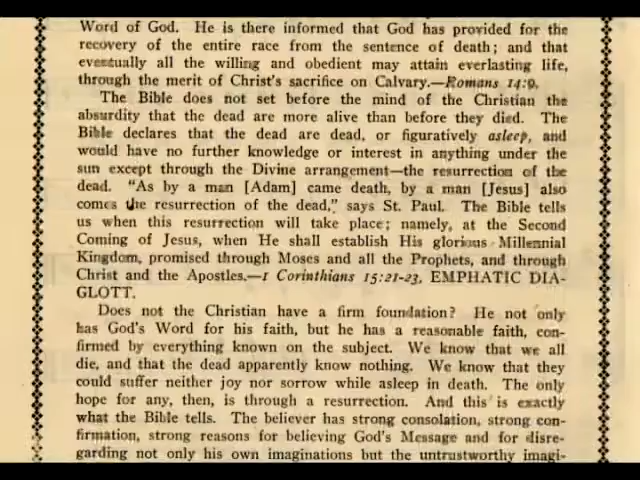 Word of God. He is there informed that God has provided for the
recovery of the entire race from the sentence of death; and that
eventually all the willing and obedient may attain everlasting life,
through the merit of Christ's sacrifice on Calvary.—Romans 14:9.
The Bible does not set before the mind of the Christian the
absurdity that the dead are more alive than before they died. The
Bible declares that the dead are dead, or figuratively asleep, and
would have no further knowledge or interest in anything under the
sun except through the Divine arrangement—the resurrection of the
dead. "As by a man [Adam] came death, by a man [Jesus] also
comes the resurrection of the dead," says St. Paul. The Bible tells
us when this resurrection will take place; namely, at the Second
Coming of Jesus, when He shall establish His glorious Millennial
Kingdom, promised through Moses and all the Prophets, and through
Christ and the Apostles.—1 Corinthians 15:21-23, EMPHATIC DIA-
GLOTT.
Does not the Christian have a firm foundation? He not only
has God's Word for his faith, but he has a reasonable faith, con-
firmed by everything known on the subject. We know that we all
die, and that the dead apparently know nothing. We know that they
could suffer neither joy nor sorrow while asleep in death. The only
hope for any, then, is through a resurrection. And this is exactly
what the Bible tells. The believer has strong consolation, strong con-
firmation, strong reasons for believing God's Message and for disre-
garding not only his own imaginations but the untrustworthy imagi-